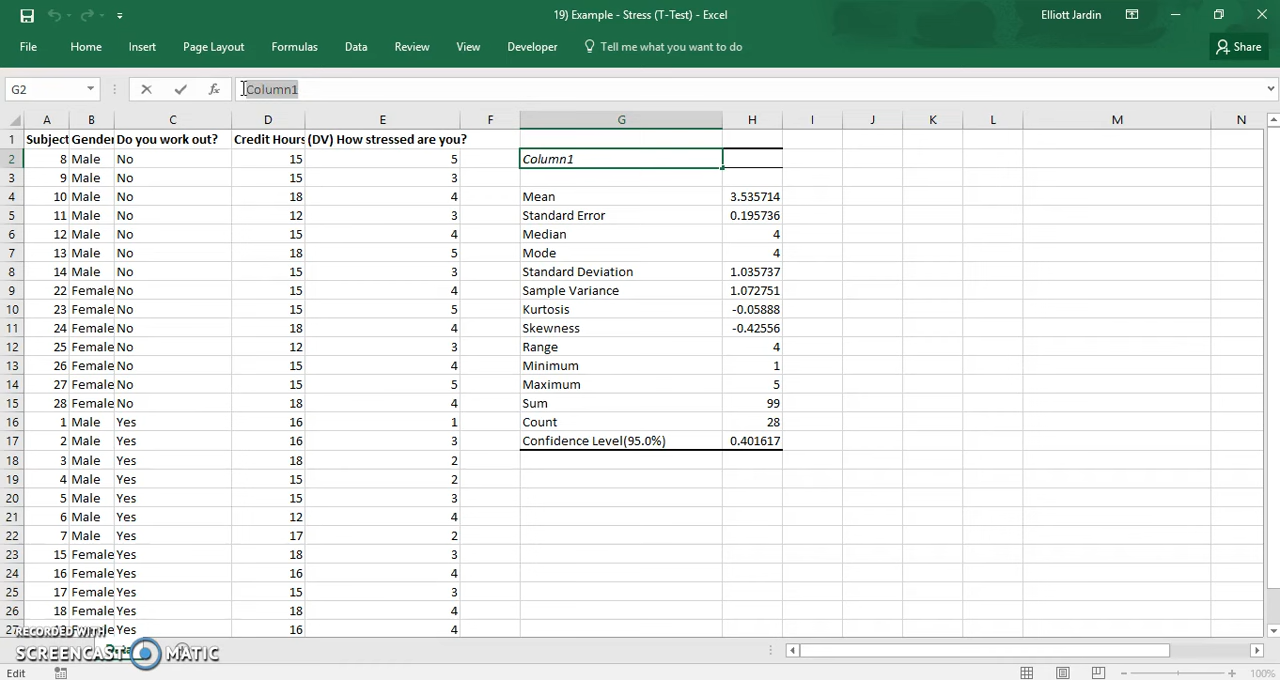 19) Example - Stress (T-Test) - Excel
Elliott Jardin
File Home Insert Page Layout Formulas Data Review View Developer Tell me what you want to do
Share
G2 fx Column1
A B C D E F G H I J K L M N
1 Subject Gender Do you work out? Credit Hours (DV) How stressed are you?
2 8 Male No 15 5 Column1
3 9 Male No 15 3
4 10 Male No 18 4 Mean 3.535714
5 11 Male No 12 3 Standard Error 0.195736
6 12 Male No 15 4 Median 4
7 13 Male No 18 5 Mode 4
8 14 Male No 15 3 Standard Deviation 1.035737
9 22 Female No 15 4 Sample Variance 1.072751
10 23 Female No 15 5 Kurtosis -0.05888
11 24 Female No 18 4 Skewness -0.42556
12 25 Female No 12 3 Range 4
13 26 Female No 15 4 Minimum 1
14 27 Female No 15 5 Maximum 5
15 28 Female No 18 4 Sum 99
16 1 Male Yes 16 1 Count 28
17 2 Male Yes 16 3 Confidence Level(95.0%) 0.401617
18 3 Male Yes 18 2
19 4 Male Yes 15 2
20 5 Male Yes 15 3
21 6 Male Yes 12 4
22 7 Male Yes 17 2
23 15 Female Yes 18 3
24 16 Female Yes 16 4
25 17 Female Yes 15 3
26 18 Female Yes 18 4
27 Yes 16 4
RECORDED WITH
SCREENCAST MATIC
Edit 100%